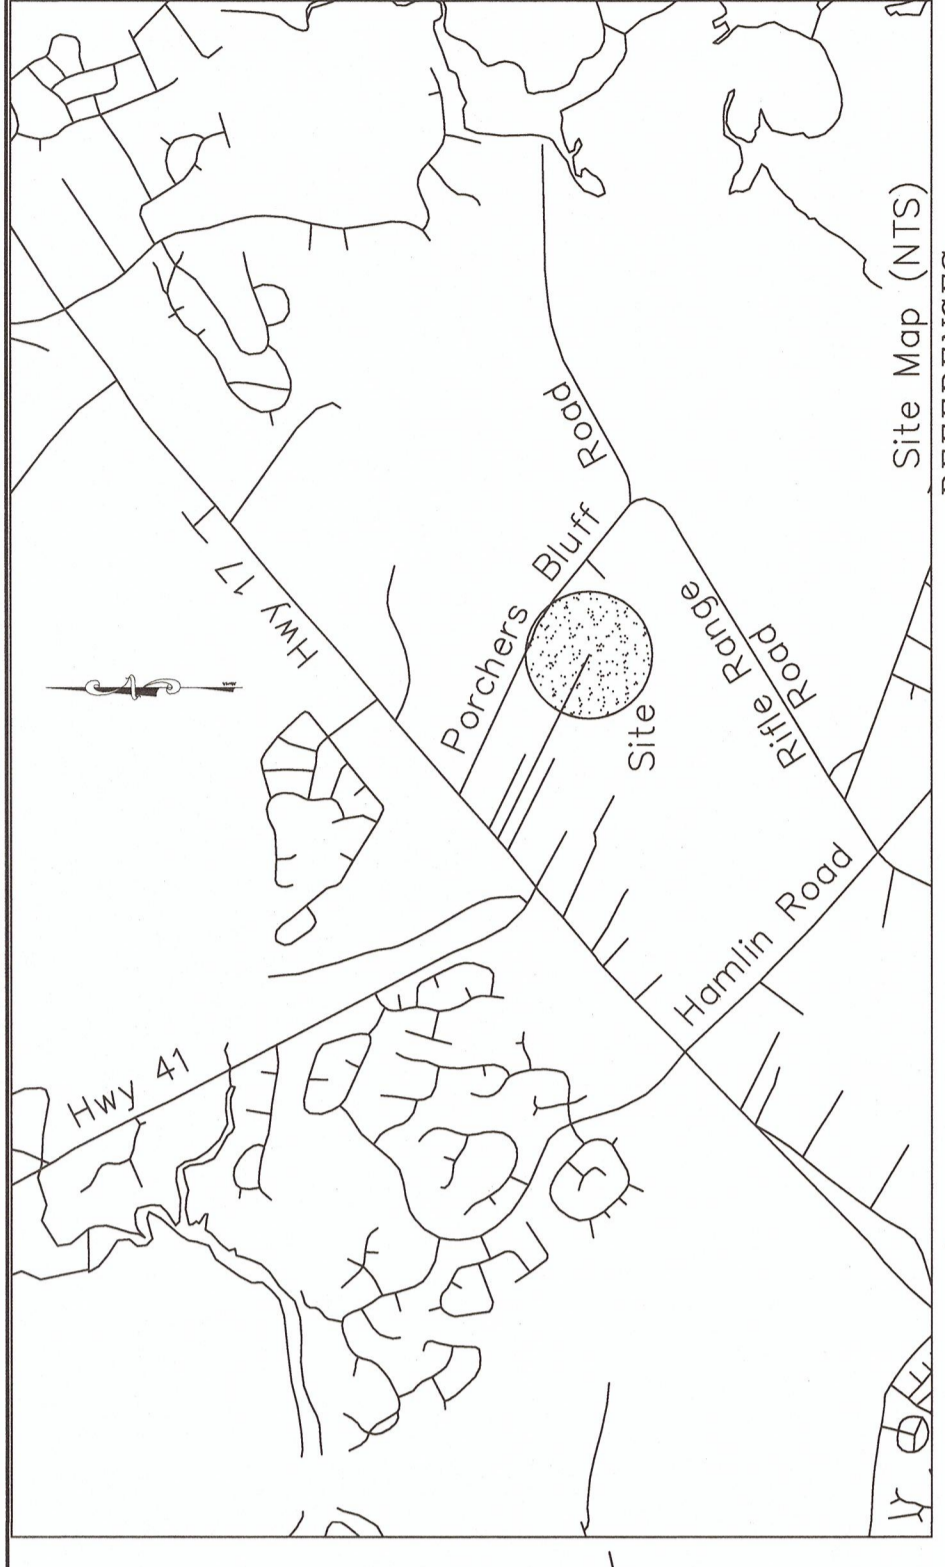 Hwy 41
Hwy 17
Porchers Bluff Road
Site
Rifle Range
Road
Hamlin Road
Site Map (NTS)